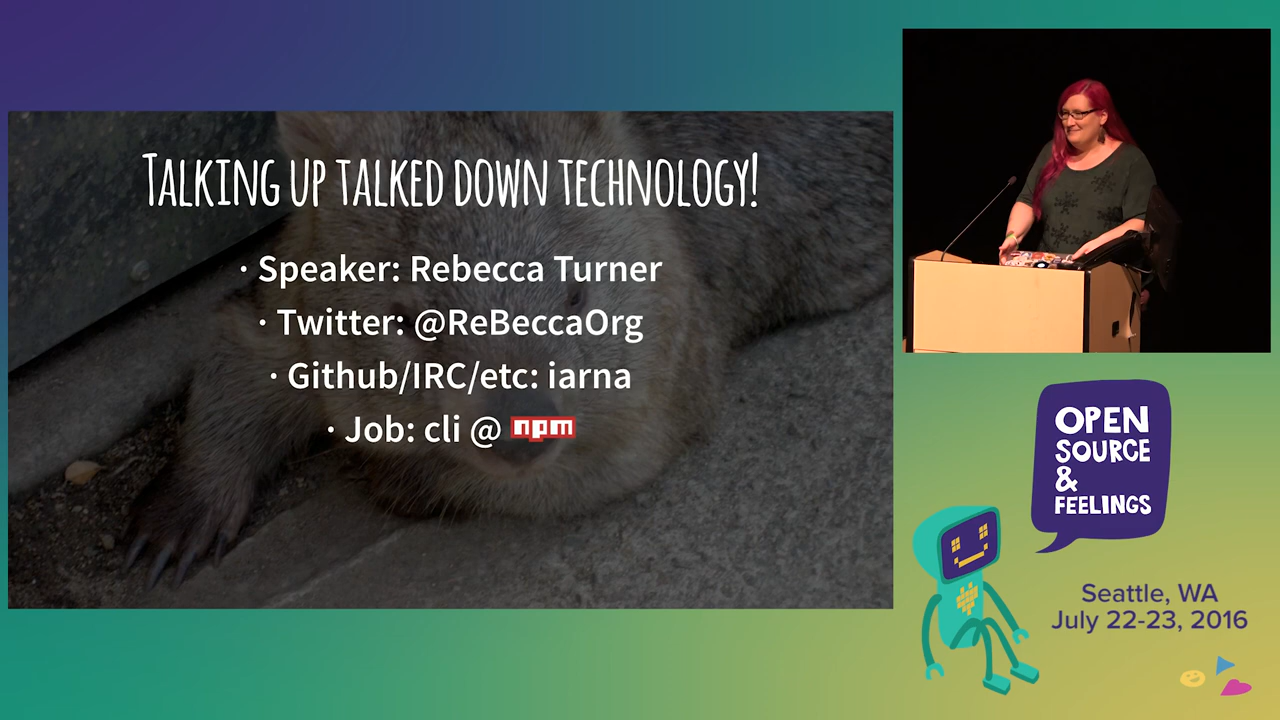 Talking up talked down technology!
· Speaker: Rebecca Turner
· Twitter: @ReBeccaOrg
· Github/IRC/etc: iarna
· Job: cli @ npm
OPEN
SOURCE
&
FEELINGS
Seattle, WA
July 22-23, 2016